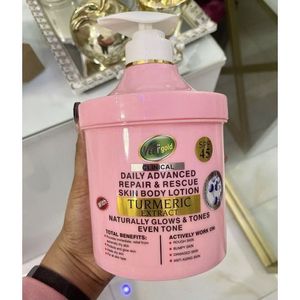 gold
CLINICAL
DAILY ADVANCED
REPAIR & RESCUE
SKIN BODY LOTION
SPF
45
TURMERIC
EXTRACT
NATURALLY GLOWS & TONES
EVEN TONE
TOTAL BENEFITS:
ACTIVELY WORK ON:
ROUGH SKIN
BUMPY SKIN
DAMAGED SKIN
ANTI-AGING SKIN